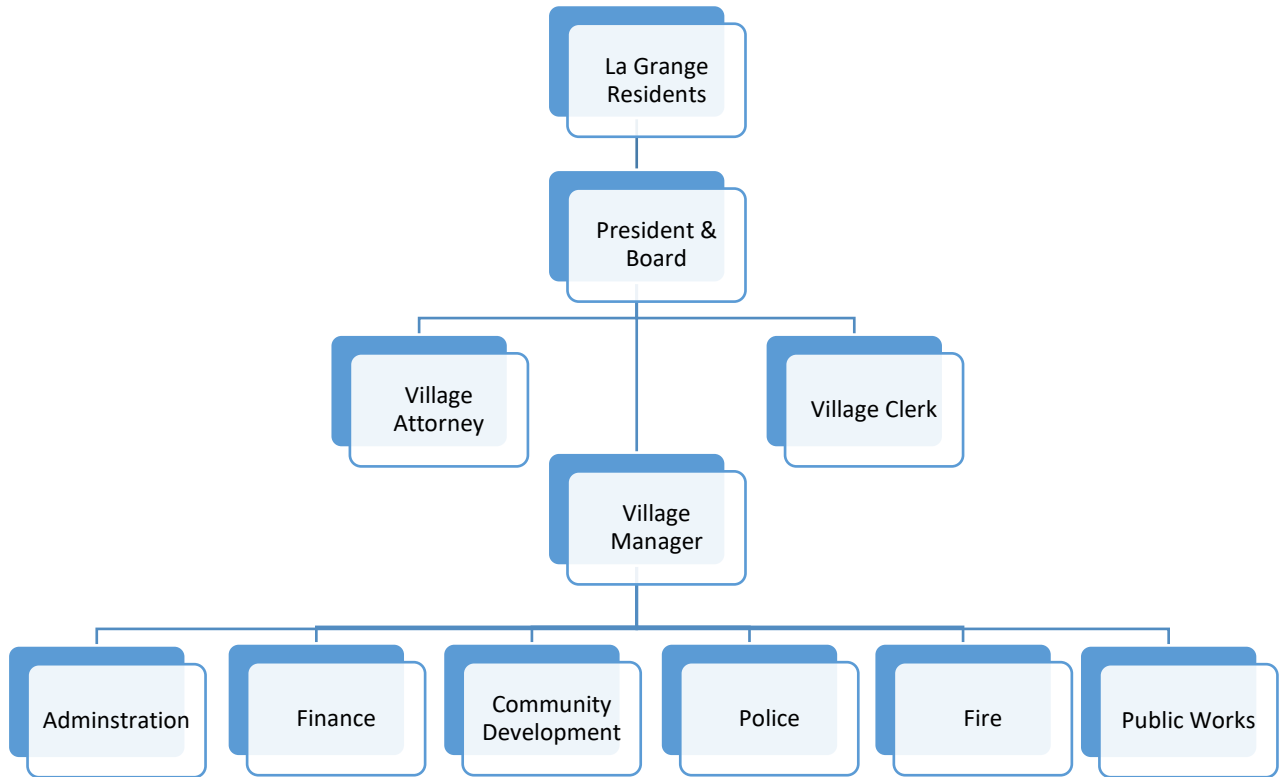 La Grange
Residents
President &
Board
Village
Attorney
Village Clerk
Village
Manager
Adminstration
Finance
Community
Development
Police
Fire
Public Works